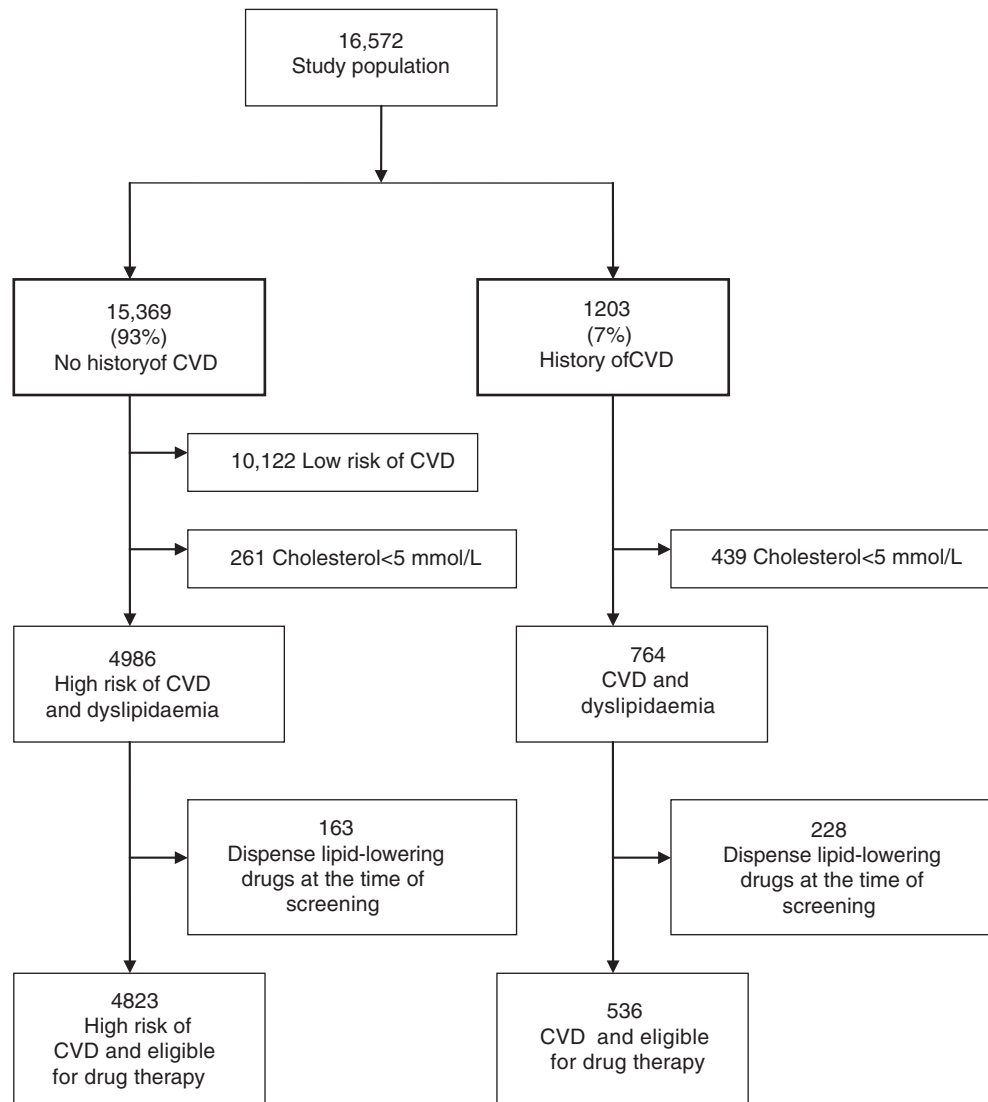 16,572
Study population
15,369
(93%)
No historyof CVD
1203
(7%)
History ofCVD
10,122 Low risk of CVD
261 Cholesterol<5 mmol/L
439 Cholesterol<5 mmol/L
4986
High risk of CVD
and dyslipidaemia
764
CVD and
dyslipidaemia
163
Dispense lipid-lowering
drugs at the time of
screening
228
Dispense lipid-lowering
drugs at the time of
screening
4823
High risk of
CVD and eligible
for drug therapy
536
CVD and eligible
for drug therapy